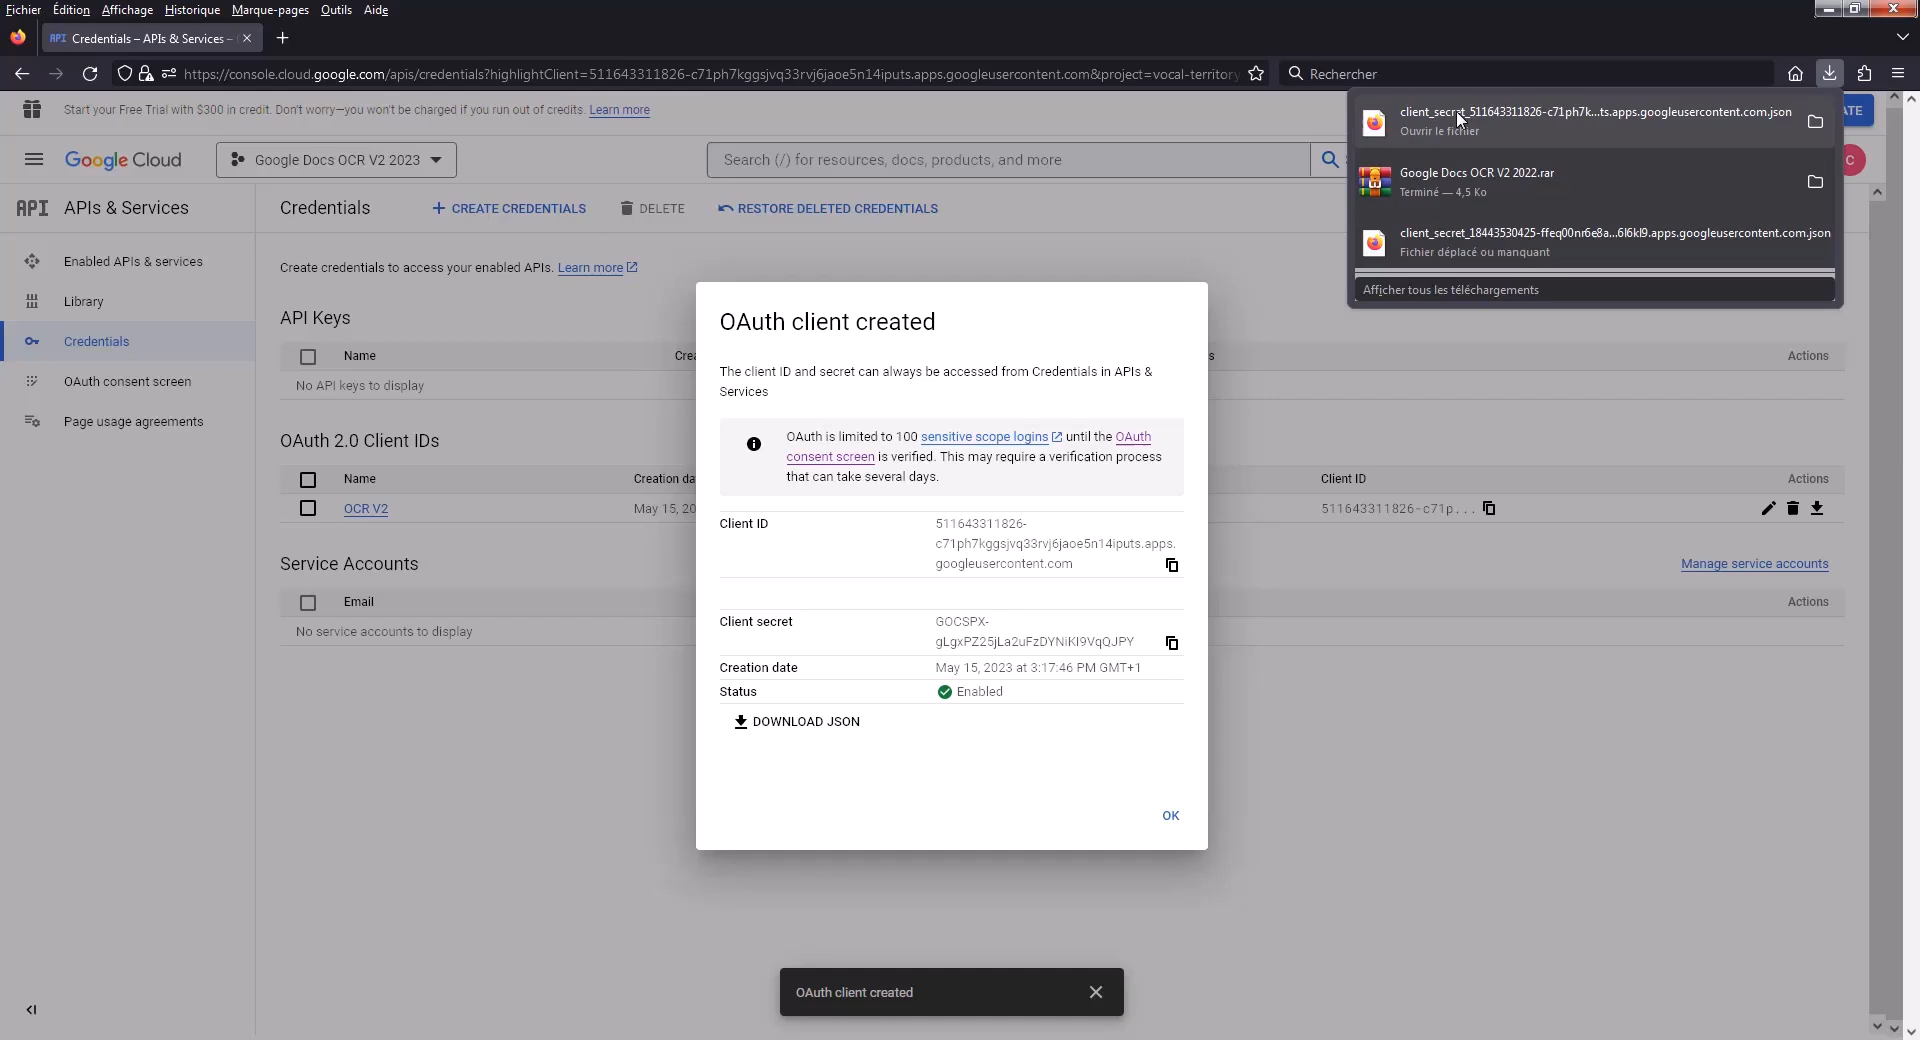 Fichier Édition Affichage Historique Marque-pages Outils Aide
API Credentials – APIs & Services –
https://console.cloud.google.com/apis/credentials?highlightClient=511643311826-c71ph7kggsjvq33rvj6jaoe5n14iputs.apps.googleusercontent.com&project=vocal-territory
Rechercher
Start your Free Trial with $300 in credit. Don't worry—you won't be charged if you run out of credits. Learn more
client_secret_511643311826-c71ph7k...ts.apps.googleusercontent.com.json
Ouvrir le fichier
Google Docs OCR V2 2022.rar
Terminé — 4,5 Ko
client_secret_18443530425-ffeq00nr6e8a...6l6kl9.apps.googleusercontent.com.json
Fichier déplacé ou manquant
Afficher tous les téléchargements
Google Cloud
Google Docs OCR V2 2023
Search (/) for resources, docs, products, and more
C
API APIs & Services
Credentials
+ CREATE CREDENTIALS
DELETE
RESTORE DELETED CREDENTIALS
Enabled APIs & services
Library
Credentials
OAuth consent screen
Page usage agreements
Create credentials to access your enabled APIs. Learn more
API Keys
Name
Actions
No API keys to display
OAuth 2.0 Client IDs
Name
Client ID
Actions
OCR V2
May 15, 20
511643311826-c71p...
Service Accounts
Manage service accounts
Email
Actions
No service accounts to display
OAuth client created
The client ID and secret can always be accessed from Credentials in APIs &
Services
OAuth is limited to 100 sensitive scope logins until the OAuth
consent screen is verified. This may require a verification process
that can take several days.
Client ID
511643311826-
c71ph7kggsjvq33rvj6jaoe5n14iputs.apps.
googleusercontent.com
Client secret
GOCSPX-
gLgxPZ25jLa2uFzDYNiKI9VqQJPY
Creation date
May 15, 2023 at 3:17:46 PM GMT+1
Status
Enabled
DOWNLOAD JSON
OK
OAuth client created